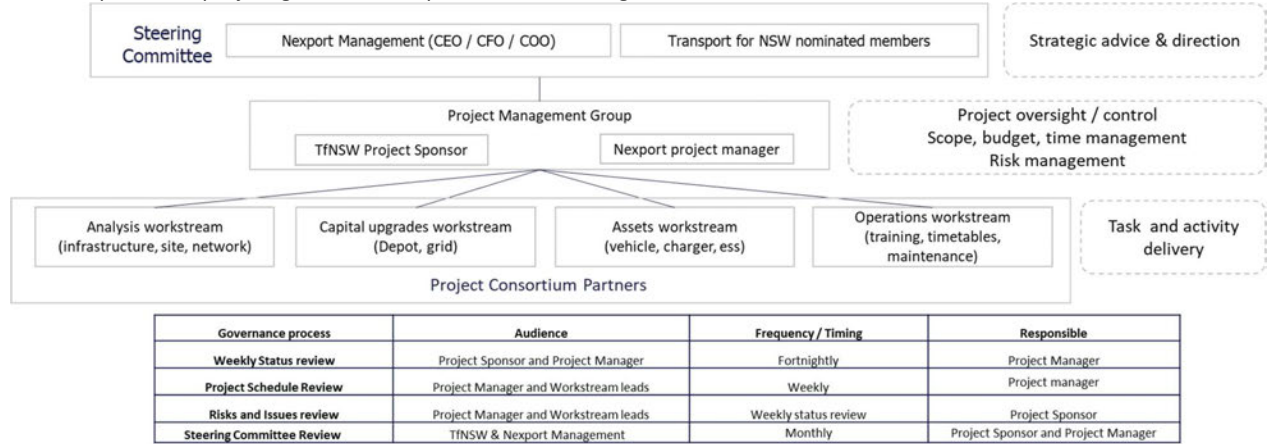 Steering
Committee
Nexport Management (CEO / CFO / COO)
Transport for NSW nominated members
Strategic advice & direction
Project Management Group
TfNSW Project Sponsor
Nexport project manager
Project oversight / control
Scope, budget, time management
Risk management
Analysis workstream
(infrastructure, site, network)
Capital upgrades workstream
(Depot, grid)
Assets workstream
(vehicle, charger, ess)
Operations workstream
(training, timetables,
maintenance)
Task and activity
delivery
Project Consortium Partners
Governance process Audience Frequency / Timing Responsible
Weekly Status review Project Sponsor and Project Manager Fortnightly Project Manager
Project Schedule Review Project Manager and Workstream leads Weekly Project manager
Risks and Issues review Project Manager and Workstream leads Weekly status review Project Sponsor
Steering Committee Review TfNSW & Nexport Management Monthly Project Sponsor and Project Manager